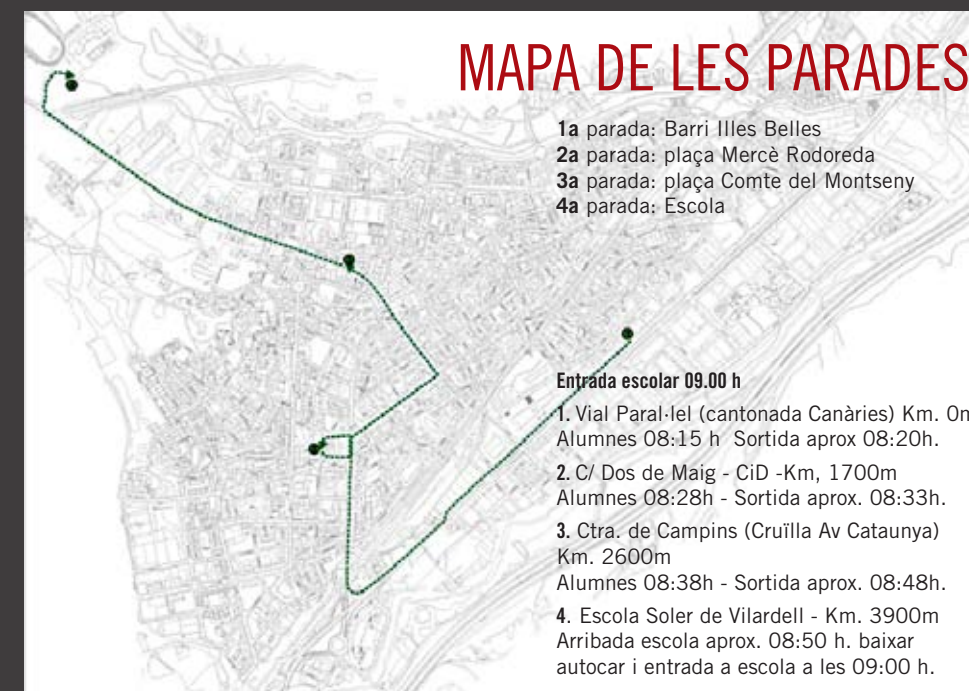 MAPA DE LES PARADES
1a parada: Barri Illes Belles
2a parada: plaça Mercè Rodoreda
3a parada: plaça Comte del Montseny
4a parada: Escola
Entrada escolar 09.00 h
1. Vial Paral·lel (cantonada Canàries) Km. 0m
Alumnes 08:15 h Sortida aprox 08:20h.
2. C/ Dos de Maig - CiD -Km, 1700m
Alumnes 08:28h - Sortida aprox. 08:33h.
3. Ctra. de Campins (Cruïlla Av Cataunya)
Km. 2600m
Alumnes 08:38h - Sortida aprox. 08:48h.
4. Escola Soler de Vilardell - Km. 3900m
Arribada escola aprox. 08:50 h. baixar
autocar i entrada a escola a les 09:00 h.